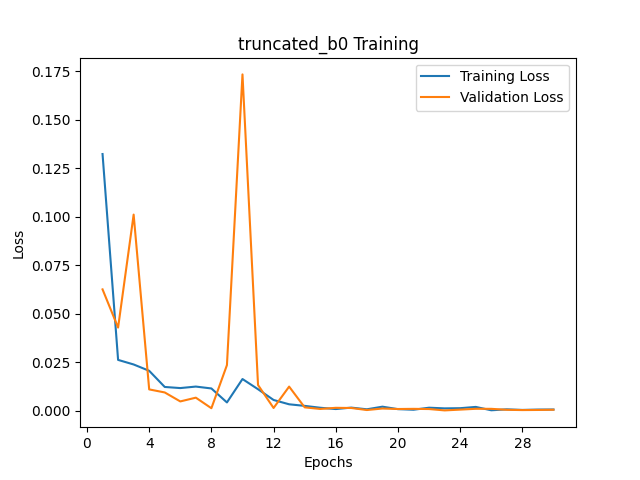 truncated_b0 Training
Training Loss
Validation Loss
Loss
0.175
0.150
0.125
0.100
0.075
0.050
0.025
0.000
0 4 8 12 16 20 24 28
Epochs